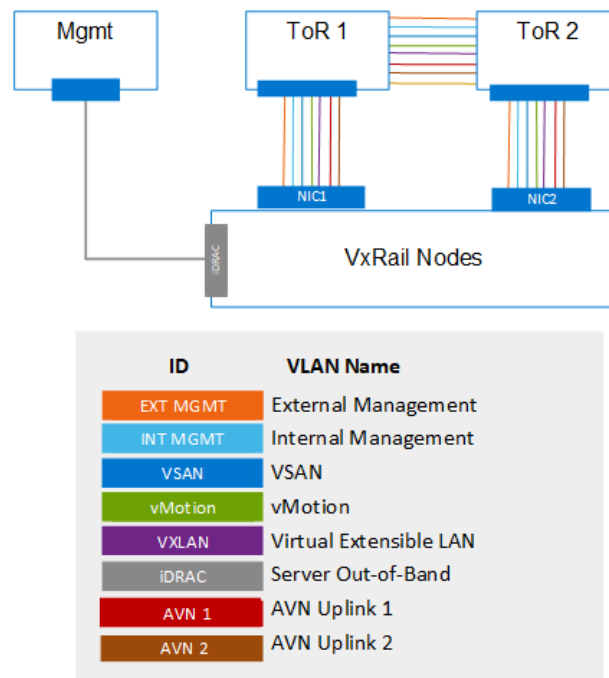 Mgmt
ToR 1
ToR 2
NIC1
NIC2
iDRAC
VxRail Nodes
ID VLAN Name
EXT MGMT External Management
INT MGMT Internal Management
VSAN VSAN
vMotion vMotion
VXLAN Virtual Extensible LAN
iDRAC Server Out-of-Band
AVN 1 AVN Uplink 1
AVN 2 AVN Uplink 2